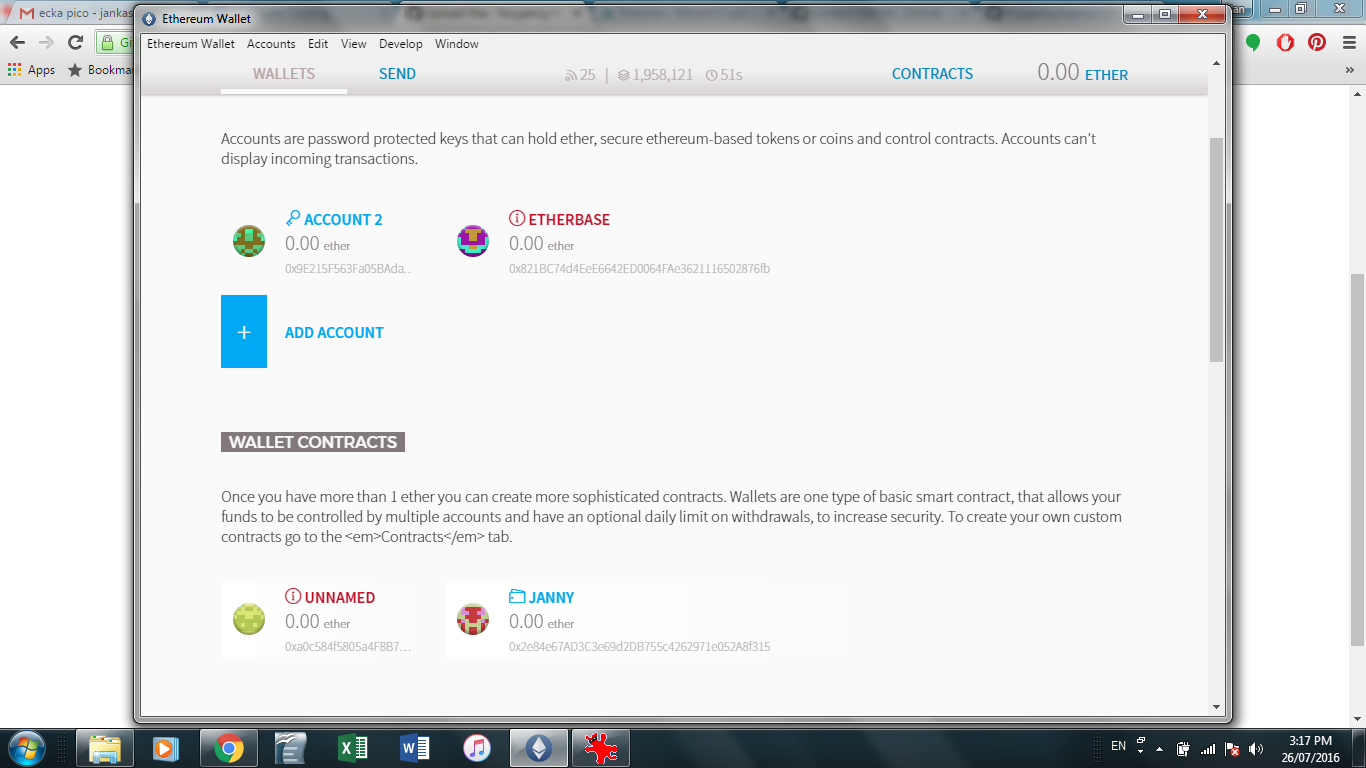 ecka pico - jankas
Ethereum Wallet
Ethereum Wallet Accounts Edit View Develop Window
Apps Bookma
WALLETS SEND 25 | 1,958,121 51s CONTRACTS 0.00 ETHER
Accounts are password protected keys that can hold ether, secure ethereum-based tokens or coins and control contracts. Accounts can't
display incoming transactions.
ACCOUNT 2
0.00 ether
0x9E215F563Fa05BAda..
ETHERBASE
0.00 ether
0x821BC74d4EeE6642ED0064FAe3621116502876fb
+ ADD ACCOUNT
WALLET CONTRACTS
Once you have more than 1 ether you can create more sophisticated contracts. Wallets are one type of basic smart contract, that allows your
funds to be controlled by multiple accounts and have an optional daily limit on withdrawals, to increase security. To create your own custom
contracts go to the <em>Contracts</em> tab.
UNNAMED
0.00 ether
0xa0c584f5805a4F8B7...
JANNY
0.00 ether
0x2e84e67AD3C3e69d2DB755c4262971e052A8f315
EN
3:17 PM
26/07/2016